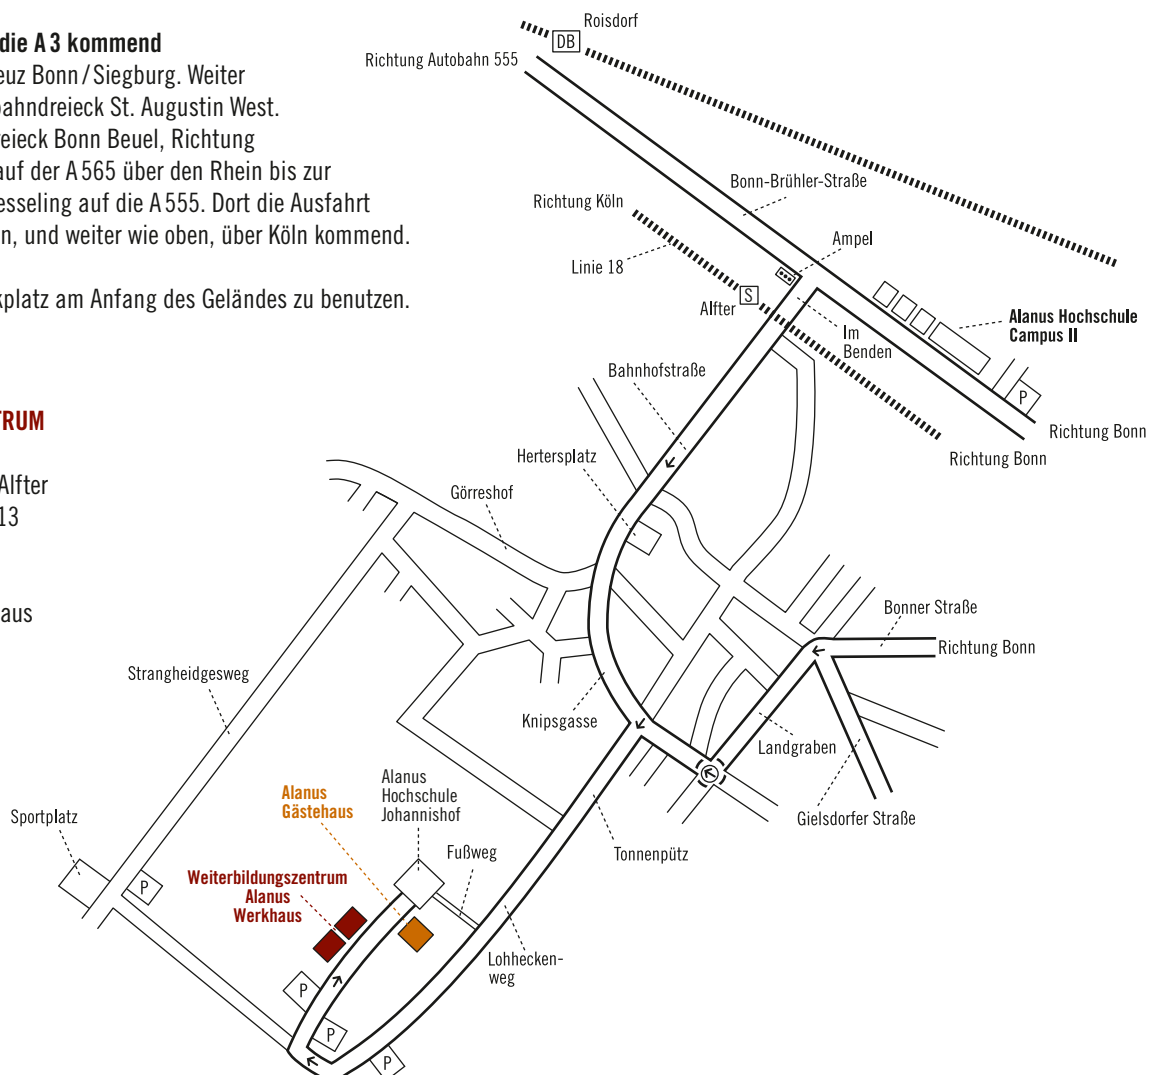 die A 3 kommend
euz Bonn / Siegburg. Weiter
bahndreieck St. Augustin West.
reieck Bonn Beuel, Richtung
auf der A 565 über den Rhein bis zur
esseling auf die A 555. Dort die Ausfahrt
n, und weiter wie oben, über Köln kommend.
kplatz am Anfang des Geländes zu benutzen.
TRUM
Alfter
13
aus
Roisdorf
DB
Richtung Autobahn 555
Bonn-Brühler-Straße
Richtung Köln
Ampel
Linie 18
S
Alfter
Im
Benden
Alanus Hochschule
Campus II
P
Bahnhofstraße
Richtung Bonn
Richtung Bonn
Hertersplatz
Görreshof
Bonner Straße
Richtung Bonn
Strangheidgesweg
Knipsgasse
Landgraben
Gielsdorfer Straße
Tonnenpütz
Sportplatz
P
Alanus
Gästehaus
Alanus
Hochschule
Johannishof
Fußweg
Weiterbildungszentrum
Alanus
Werkhaus
Lohhecken-
weg
P
P
P